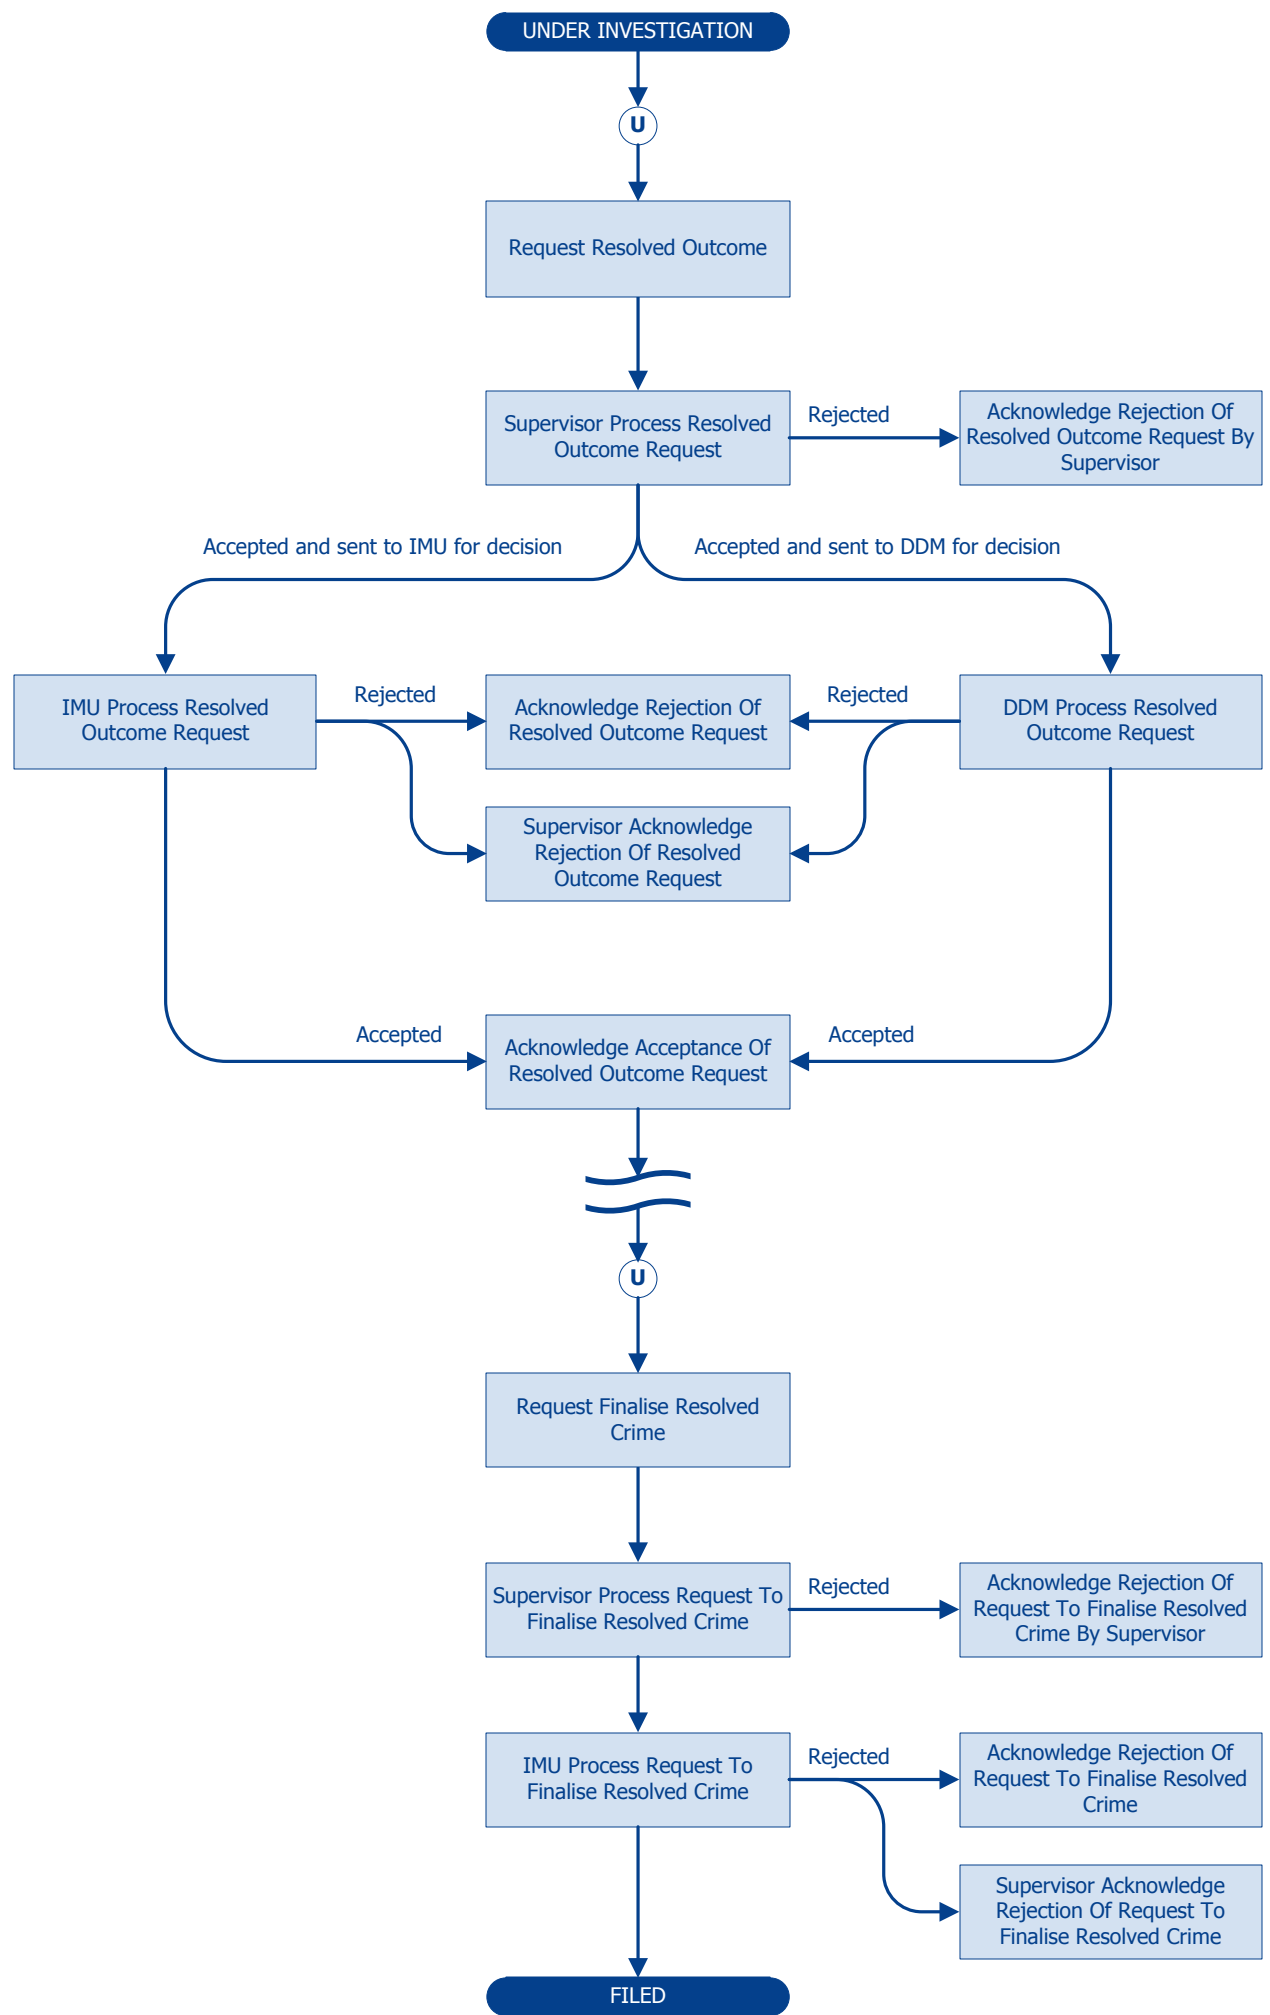 UNDER INVESTIGATION
U
Request Resolved Outcome
Supervisor Process Resolved
Outcome Request
Rejected
Acknowledge Rejection Of
Resolved Outcome Request By
Supervisor
Accepted and sent to IMU for decision
Accepted and sent to DDM for decision
IMU Process Resolved
Outcome Request
Rejected
Acknowledge Rejection Of
Resolved Outcome Request
Rejected
DDM Process Resolved
Outcome Request
Supervisor Acknowledge
Rejection Of Resolved
Outcome Request
Accepted
Acknowledge Acceptance Of
Resolved Outcome Request
Accepted
U
Request Finalise Resolved
Crime
Supervisor Process Request To
Finalise Resolved Crime
Rejected
Acknowledge Rejection Of
Request To Finalise Resolved
Crime By Supervisor
IMU Process Request To
Finalise Resolved Crime
Rejected
Acknowledge Rejection Of
Request To Finalise Resolved
Crime
Supervisor Acknowledge
Rejection Of Request To
Finalise Resolved Crime
FILED